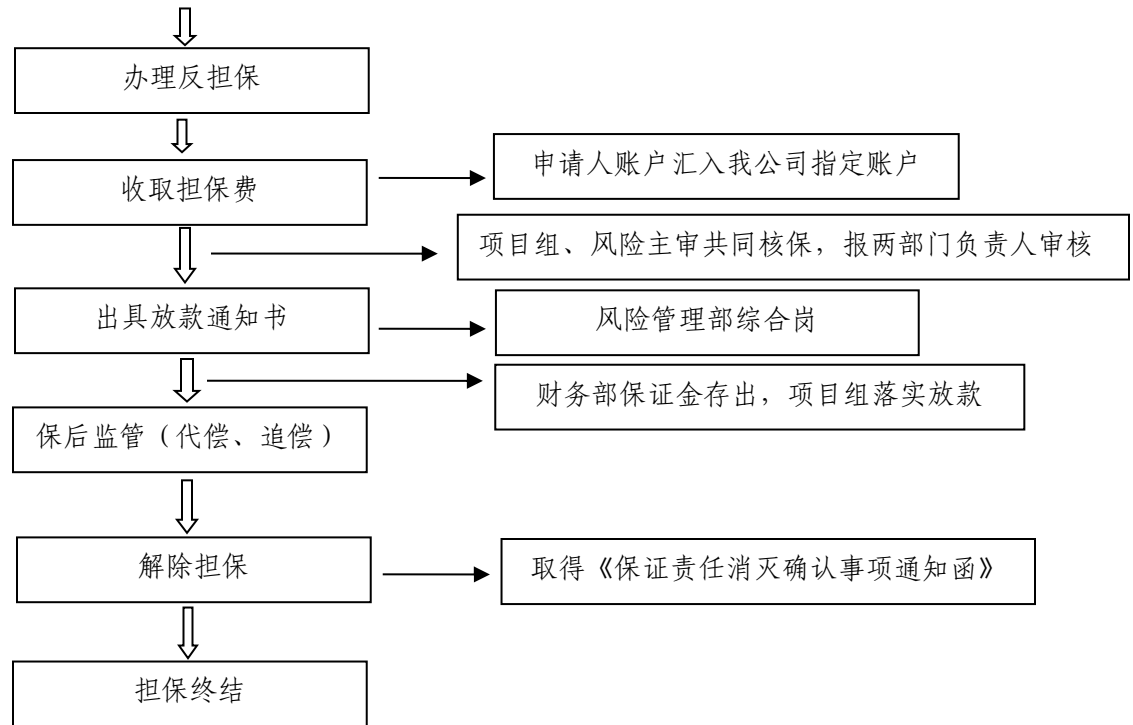 办理反担保
收取担保费
申请人账户汇入我公司指定账户
项目组、风险主审共同核保，报两部门负责人审核
出具放款通知书
风险管理部综合岗
财务部保证金存出，项目组落实放款
保后监管（代偿、追偿）
解除担保
取得《保证责任消灭确认事项通知函》
担保终结